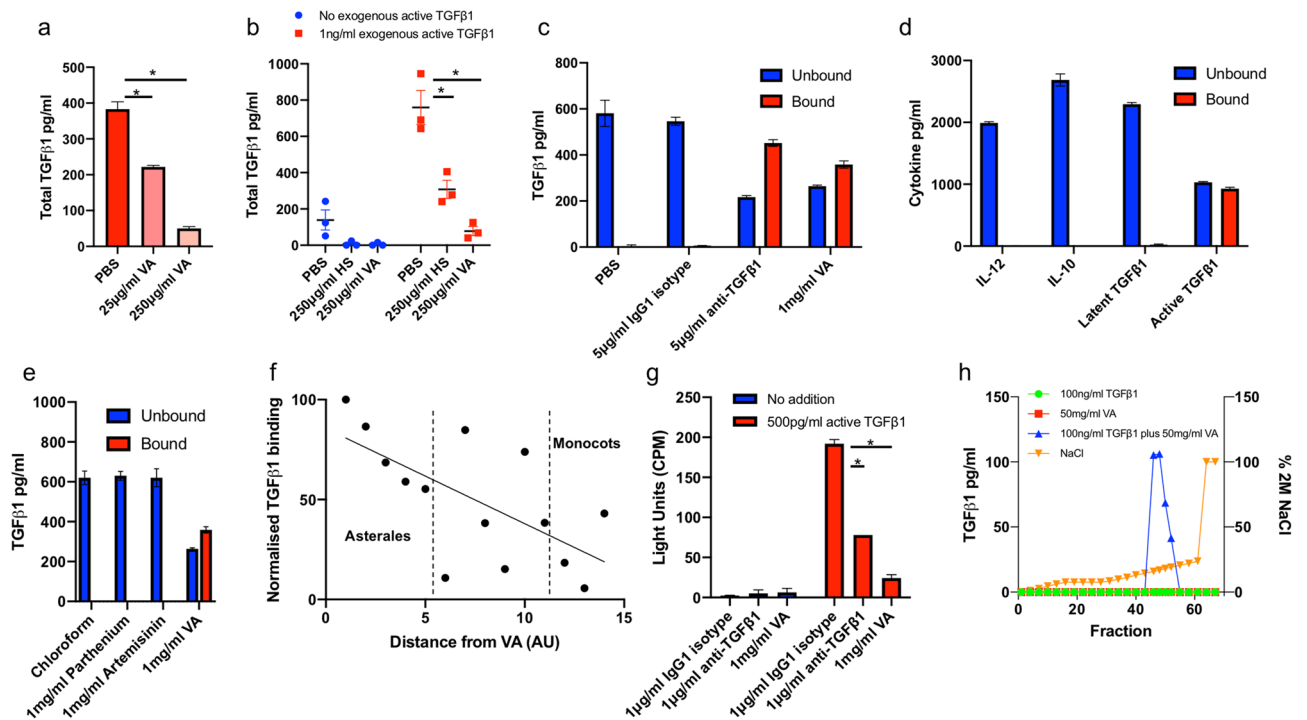 a
Total TGFβ1 pg/ml
500
400
300
200
100
0
*
*
PBS
25µg/ml VA
250µg/ml VA
b
No exogenous active TGFβ1
1ng/ml exogenous active TGFβ1
Total TGFβ1 pg/ml
1000
800
600
400
200
0
*
*
PBS
250µg/ml HS
250µg/ml VA
PBS
250µg/ml HS
250µg/ml VA
c
TGFβ1 pg/ml
800
600
400
200
0
Unbound
Bound
PBS
5µg/ml IgG1 isotype
5µg/ml anti-TGFβ1
1mg/ml VA
d
Cytokine pg/ml
3000
2000
1000
0
Unbound
Bound
IL-12
IL-10
Latent TGFβ1
Active TGFβ1
e
TGFβ1 pg/ml
1000
800
600
400
200
0
Unbound
Bound
Chloroform
1mg/ml Parthenium
1mg/ml Artemisinin
1mg/ml VA
f
Normalised TGFβ1 binding
100
50
0
Asterales
Monocots
0
5
10
15
Distance from VA (AU)
g
Light Units (CPM)
250
200
150
100
50
0
No addition
500pg/ml active TGFβ1
*
*
1µg/ml IgG1 isotype
1µg/ml anti-TGFβ1
1mg/ml VA
1µg/ml IgG1 isotype
1µg/ml anti-TGFβ1
1mg/ml VA
h
TGFβ1 pg/ml
150
100
50
0
100ng/ml TGFβ1
50mg/ml VA
100ng/ml TGFβ1 plus 50mg/ml VA
NaCl
150
100
50
0
% 2M NaCl
0
20
40
60
Fraction